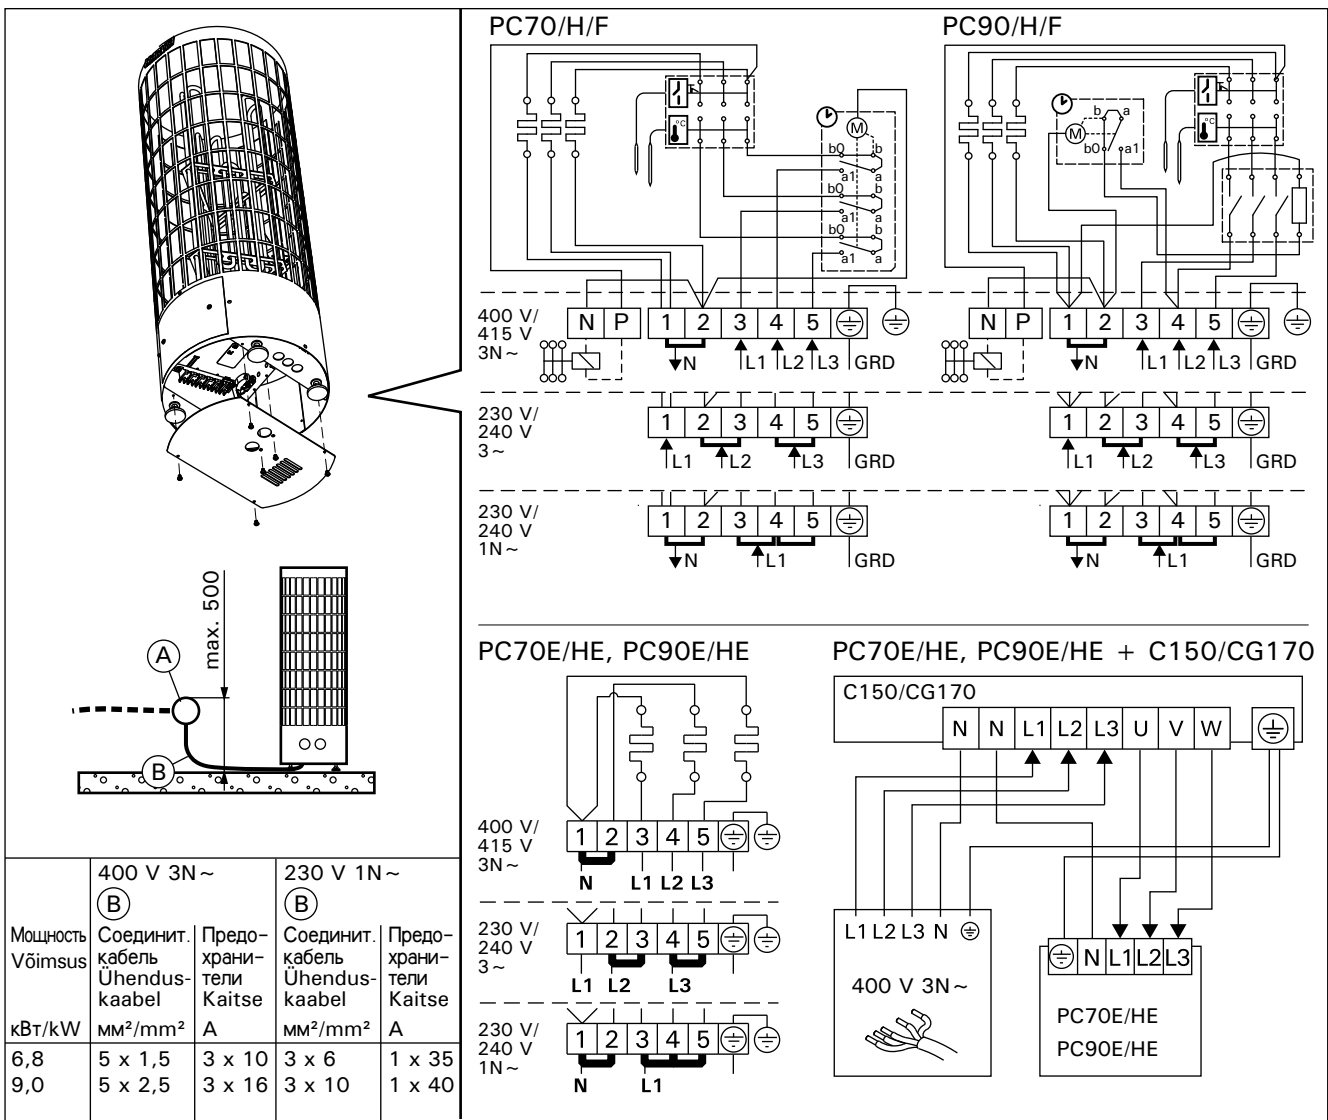 max. 500
A
B
400 V 3N~
230 V 1N~
B
B
Мощность
Võimsus
Соединит.
кабель
Ühendus-
kaabel
Предо-
храни-
тели
Kaitse
Соединит.
кабель
Ühendus-
kaabel
Предо-
храни-
тели
Kaitse
кВт/kW
мм²/mm²
A
мм²/mm²
A
6,8
5 x 1,5
3 x 10
3 x 6
1 x 35
9,0
5 x 2,5
3 x 16
3 x 10
1 x 40
PC70/H/F
°C
M
b0 b
a1 a
b0 b
a1 a
b0 b
a1 a
400 V/
415 V
3N~
N P
1 2 3 4 5
N L1 L2 L3 GRD
230 V/
240 V
3~
1 2 3 4 5
L1 L2 L3 GRD
230 V/
240 V
1N~
1 2 3 4 5
N L1 GRD
PC90/H/F
°C
M
b a
b0 a1
N P
1 2 3 4 5
N L1 L2 L3 GRD
1 2 3 4 5
L1 L2 L3 GRD
1 2 3 4 5
N L1 GRD
PC70E/HE, PC90E/HE
400 V/
415 V
3N~
1 2 3 4 5
N L1 L2 L3
230 V/
240 V
3~
1 2 3 4 5
L1 L2 L3
230 V/
240 V
1N~
1 2 3 4 5
N L1
PC70E/HE, PC90E/HE + C150/CG170
C150/CG170
N N L1 L2 L3 U V W
L1 L2 L3 N
400 V 3N~
N L1 L2 L3
PC70E/HE
PC90E/HE